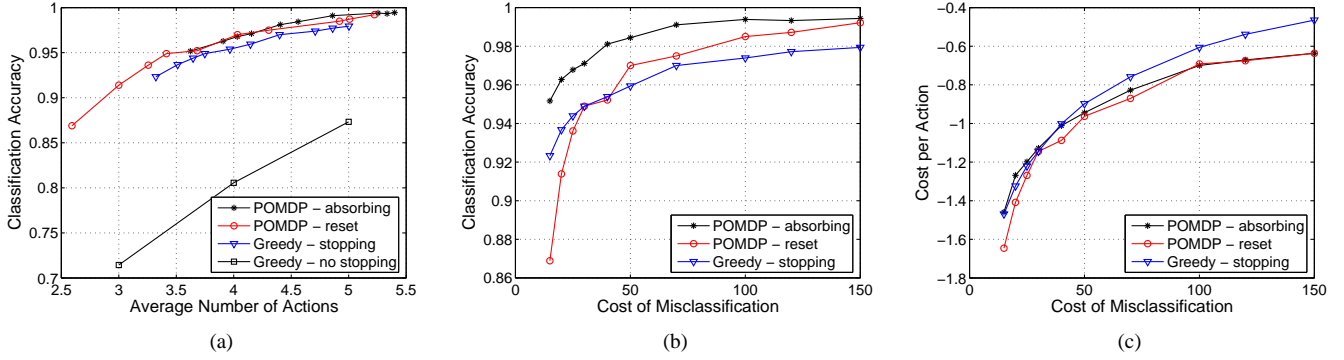 1
0.95
0.9
0.85
0.8
0.75
0.7
2.5 3 3.5 4 4.5 5 5.5
Classification Accuracy
Average Number of Actions
POMDP − absorbing
POMDP − reset
Greedy − stopping
Greedy − no stopping
(a)
1
0.98
0.96
0.94
0.92
0.9
0.88
0.86
0 50 100 150
Classification Accuracy
Cost of Misclassification
POMDP − absorbing
POMDP − reset
Greedy − stopping
(b)
−0.4
−0.6
−0.8
−1
−1.2
−1.4
−1.6
−1.8
0 50 100 150
Cost per Action
Cost of Misclassification
POMDP − absorbing
POMDP − reset
Greedy − stopping
(c)